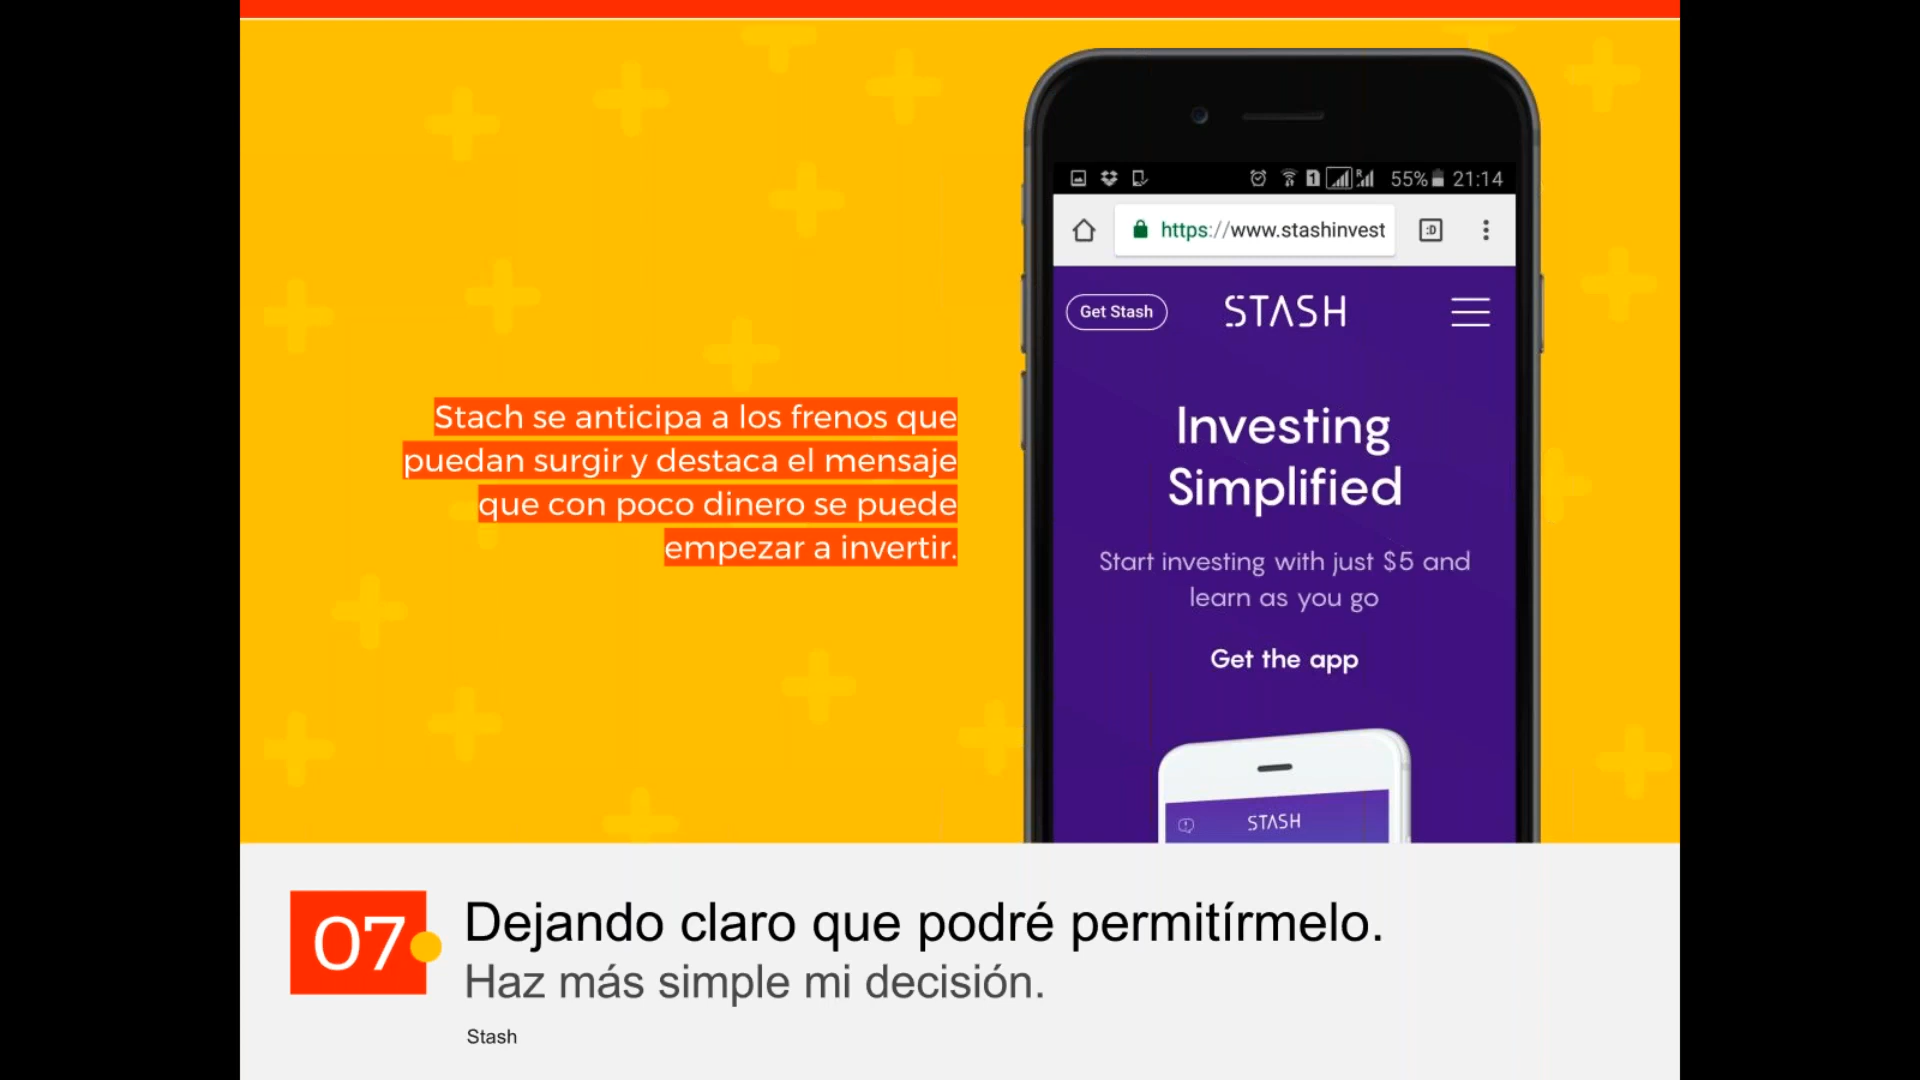 Stach se anticipa a los frenos que
puedan surgir y destaca el mensaje
que con poco dinero se puede
empezar a invertir.
1 R 55% 21:14
https://www.stashinvest :D
Get Stash STASH
Investing
Simplified
Start investing with just $5 and
learn as you go
Get the app
STASH
07
Dejando claro que podré permitírmelo.
Haz más simple mi decisión.
Stash